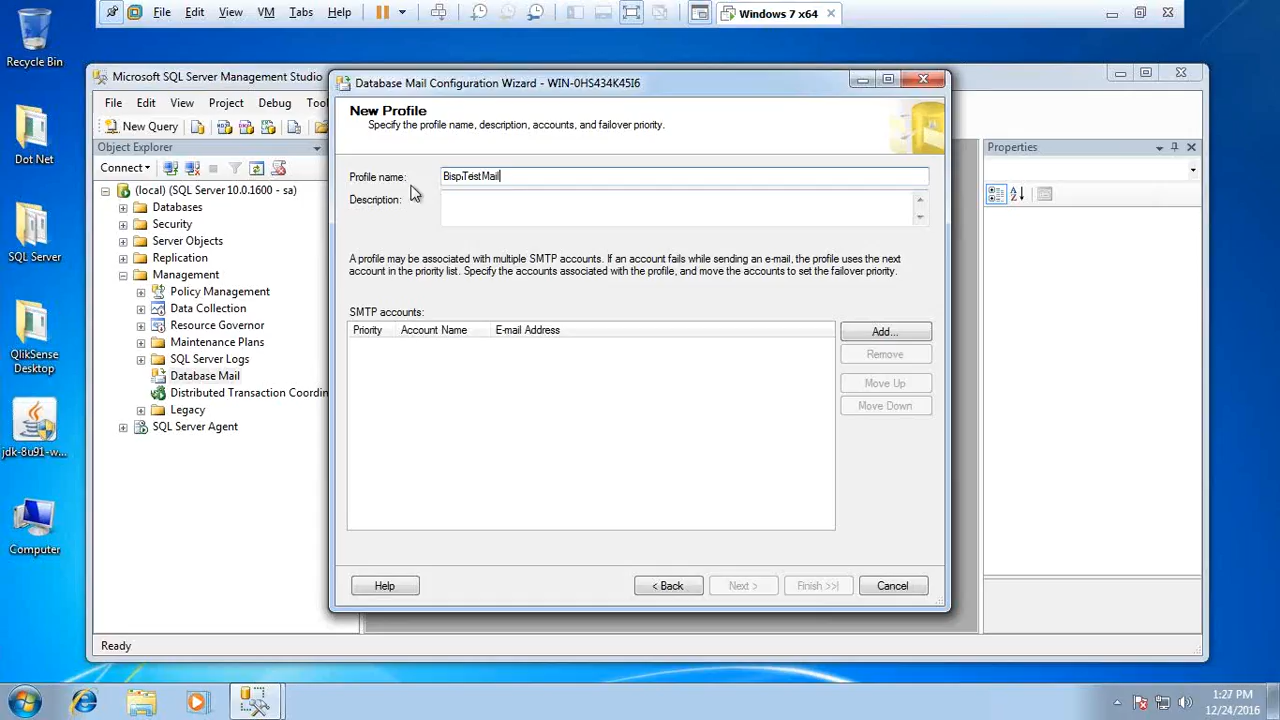 File Edit View VM Tabs Help
Windows 7 x64
Recycle Bin
Dot Net
SQL Server
QlikSense
Desktop
jdk-8u91-w...
Computer
Microsoft SQL Server Management Studio
File Edit View Project Debug
New Query
Object Explorer
Connect
(local) (SQL Server 10.0.1600 - sa)
Databases
Security
Server Objects
Replication
Management
Policy Management
Data Collection
Resource Governor
Maintenance Plans
SQL Server Logs
Database Mail
Distributed Transaction Coordin
Legacy
SQL Server Agent
Ready
Database Mail Configuration Wizard - WIN-0HS434K45I6
New Profile
Specify the profile name, description, accounts, and failover priority.
Profile name:
BispiTestMail
Description:
A profile may be associated with multiple SMTP accounts. If an account fails while sending an e-mail, the profile uses the next
account in the priority list. Specify the accounts associated with the profile, and move the accounts to set the failover priority.
SMTP accounts:
Priority Account Name E-mail Address
Add...
Remove
Move Up
Move Down
Help
< Back
Next >
Finish >>|
Cancel
Properties
1:27 PM
12/24/2016